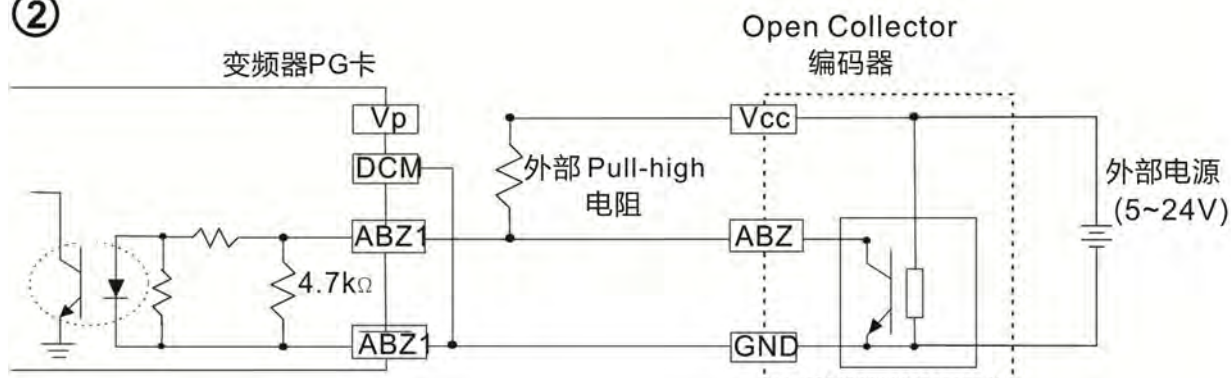 ②
Open Collector
编码器
变频器PG卡
Vp
Vcc
DCM
外部 Pull-high
电阻
外部电源
(5~24V)
ABZ1
ABZ
4.7kΩ
A̅B̅Z̅1
GND